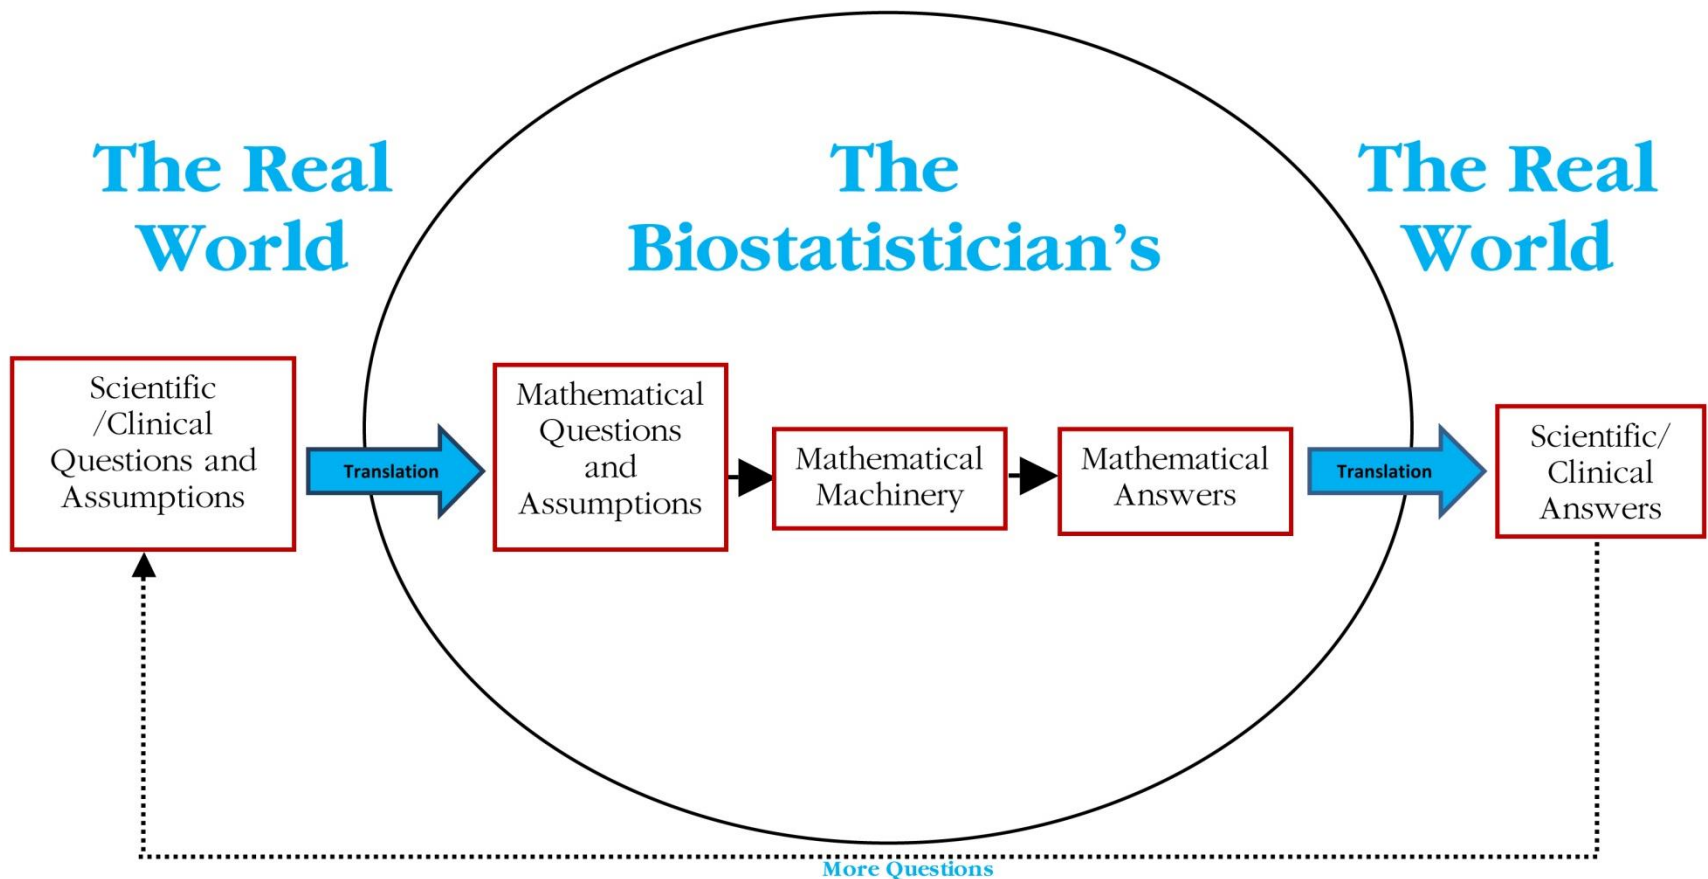 The Real
World
The
Biostatistician’s
The Real
World
Scientific
/Clinical
Questions and
Assumptions
Translation
Mathematical
Questions
and
Assumptions
Mathematical
Machinery
Mathematical
Answers
Translation
Scientific/
Clinical
Answers
More Questions